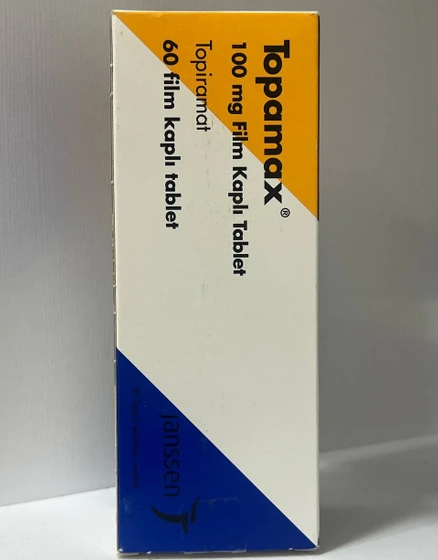 Topamax®
100 mg Film Kaplı Tablet
Topiramat
60 film kaplı tablet
janssen